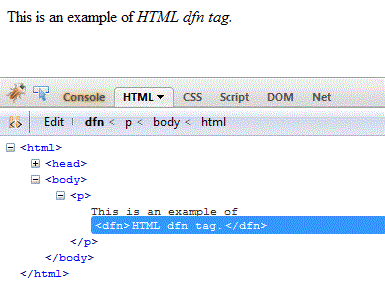 This is an example of HTML dfn tag.
Console HTML CSS Script DOM Net
Edit dfn < p < body < html
<html>
<head>
<body>
<p>
This is an example of
<dfn>HTML dfn tag.</dfn>
</p>
</body>
</html>